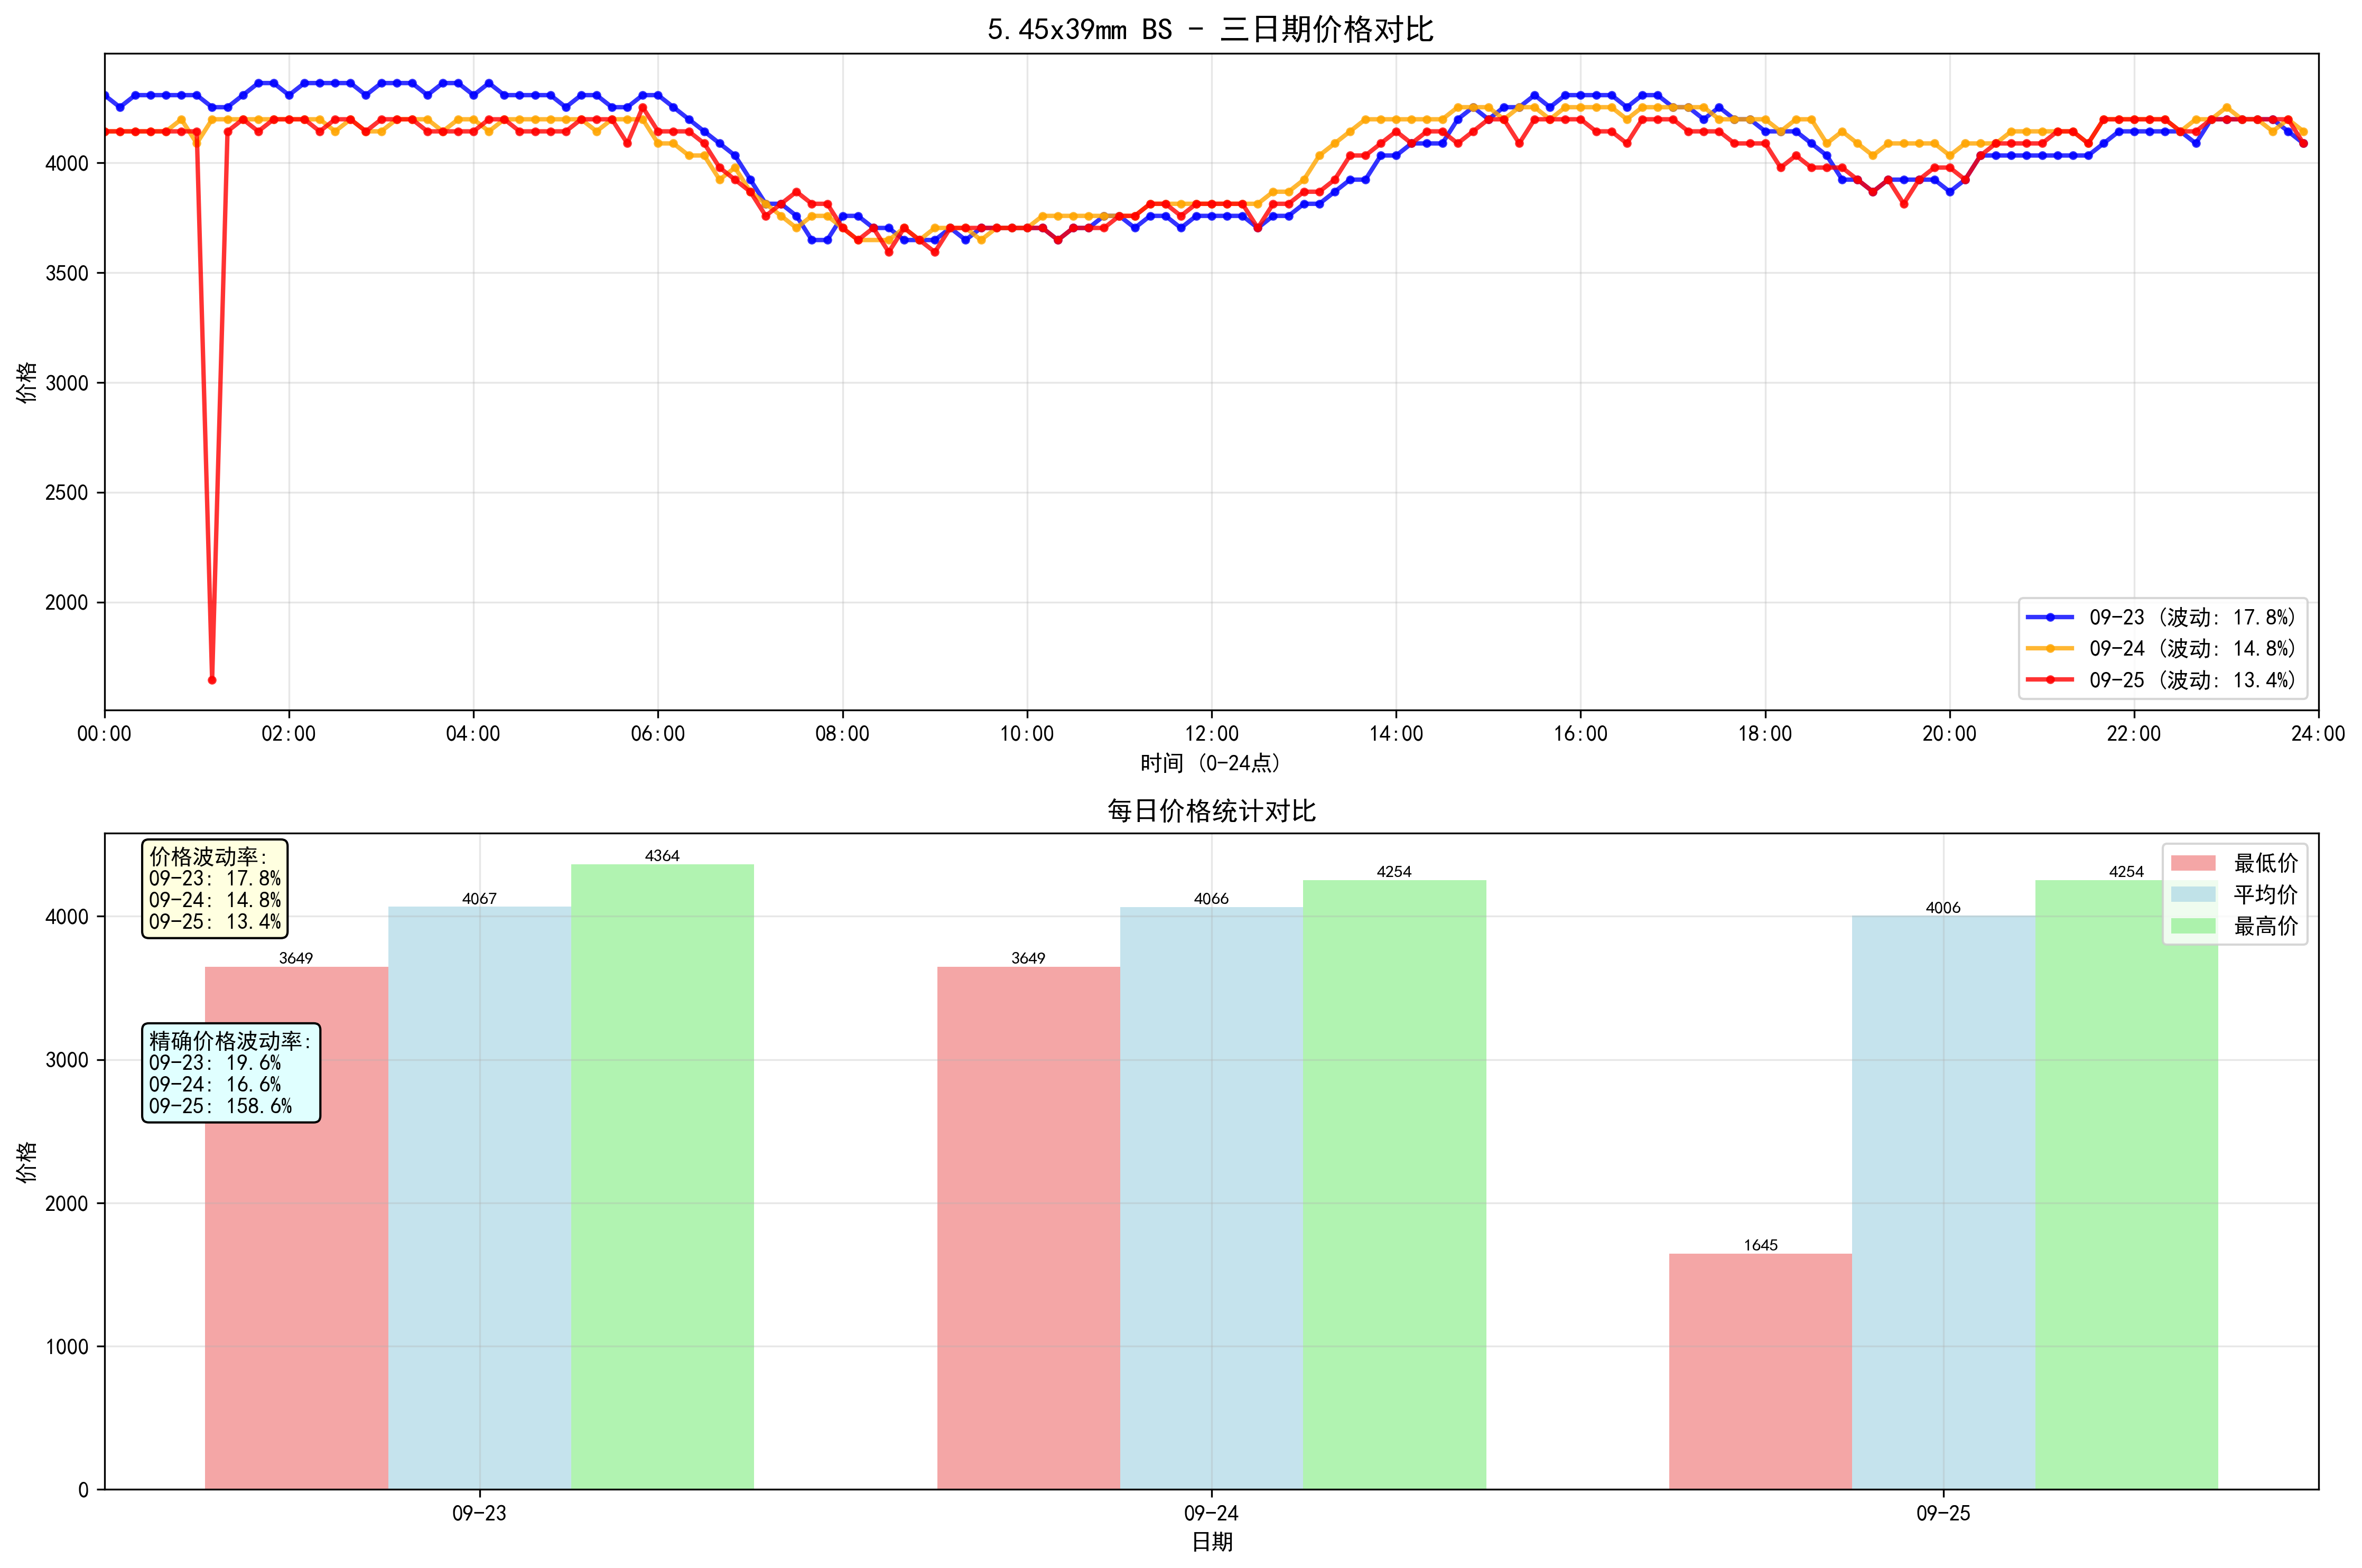 5.45x39mm BS - 三日期价格对比
价格
4000
3500
3000
2500
2000
09-23 (波动: 17.8%)
09-24 (波动: 14.8%)
09-25 (波动: 13.4%)
00:00 02:00 04:00 06:00 08:00 10:00 12:00 14:00 16:00 18:00 20:00 22:00 24:00
时间 (0-24点)
每日价格统计对比
价格
4000
3000
2000
1000
0
价格波动率:
09-23: 17.8%
09-24: 14.8%
09-25: 13.4%
精确价格波动率:
09-23: 19.6%
09-24: 16.6%
09-25: 158.6%
3649 4067 4364
3649 4066 4254
1645 4006 4254
最低价
平均价
最高价
09-23 09-24 09-25
日期